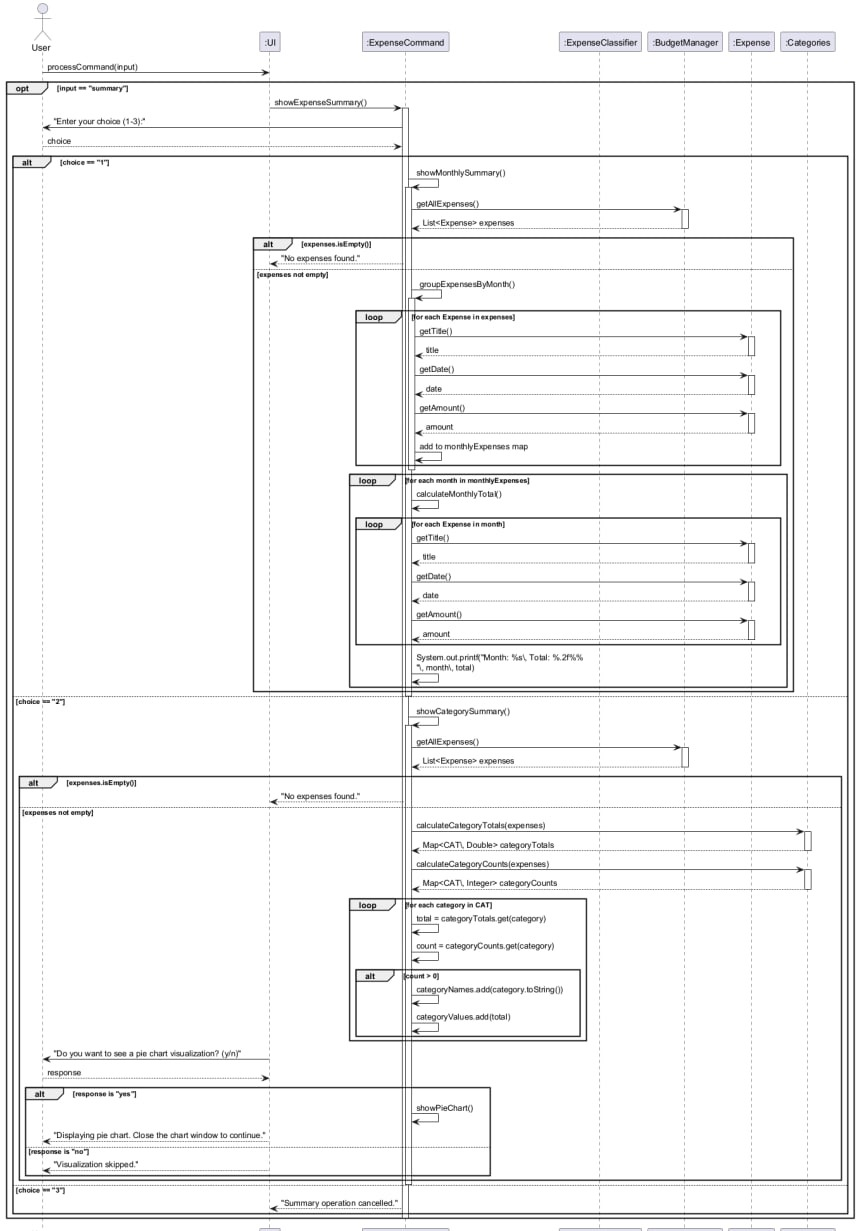 User
:UI
:ExpenseCommand
:ExpenseClassifier
:BudgetManager
:Expense
:Categories
processCommand(input)
opt
[input == "summary"]
showExpenseSummary()
"Enter your choice (1-3):"
choice
alt
[choice == "1"]
showMonthlySummary()
getAllExpenses()
List<Expense> expenses
alt
[expenses.isEmpty()]
"No expenses found."
[expenses not empty]
groupExpensesByMonth()
loop
[for each Expense in expenses]
getTitle()
title
getDate()
date
getAmount()
amount
add to monthlyExpenses map
loop
[for each month in monthlyExpenses]
calculateMonthlyTotal()
loop
[for each Expense in month]
getTitle()
title
getDate()
date
getAmount()
amount
System.out.printf("Month: %s\, Total: %.2f%%
"\, month\, total)
[choice == "2"]
showCategorySummary()
getAllExpenses()
List<Expense> expenses
alt
[expenses.isEmpty()]
"No expenses found."
[expenses not empty]
calculateCategoryTotals(expenses)
Map<CAT\, Double> categoryTotals
calculateCategoryCounts(expenses)
Map<CAT\, Integer> categoryCounts
loop
[for each category in CAT]
total = categoryTotals.get(category)
count = categoryCounts.get(category)
alt
[count > 0]
categoryNames.add(category.toString())
categoryValues.add(total)
"Do you want to see a pie chart visualization? (y/n)"
response
alt
[response is "yes"]
showPieChart()
"Displaying pie chart. Close the chart window to continue."
[response is "no"]
"Visualization skipped."
[choice == "3"]
"Summary operation cancelled."